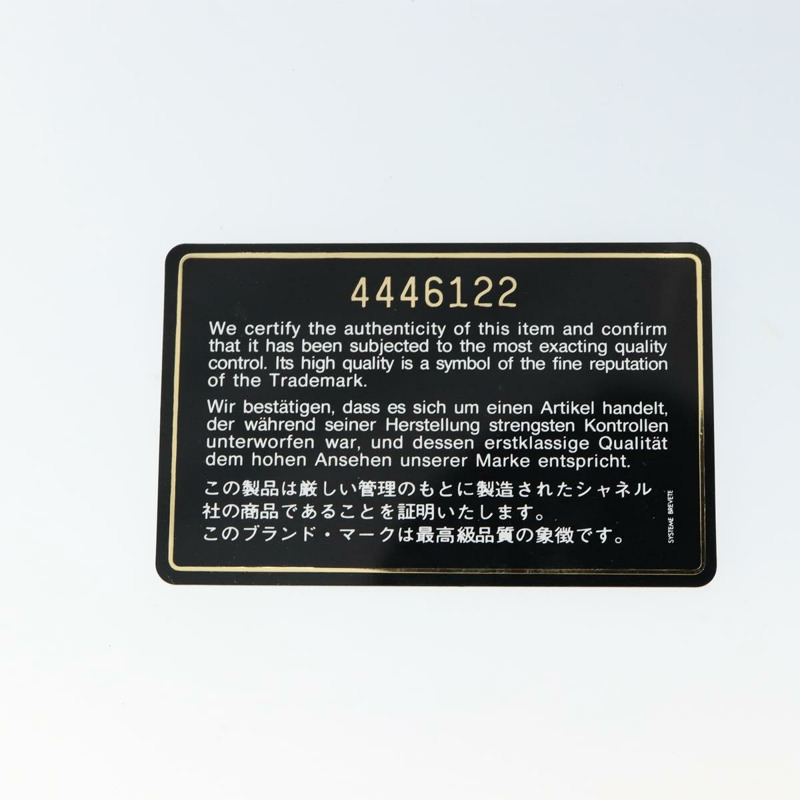 4446122
We certify the authenticity of this item and confirm
that it has been subjected to the most exacting quality
control. Its high quality is a symbol of the fine reputation
of the Trademark.
Wir bestätigen, dass es sich um einen Artikel handelt,
der während seiner Herstellung strengsten Kontrollen
unterworfen war, und dessen erstklassige Qualität
dem hohen Ansehen unserer Marke entspricht.
この製品は厳しい管理のもとに製造されたシャネル
社の商品であることを証明いたします。
このブランド・マークは最高級品質の象徴です。
SYSTEME BREVETE